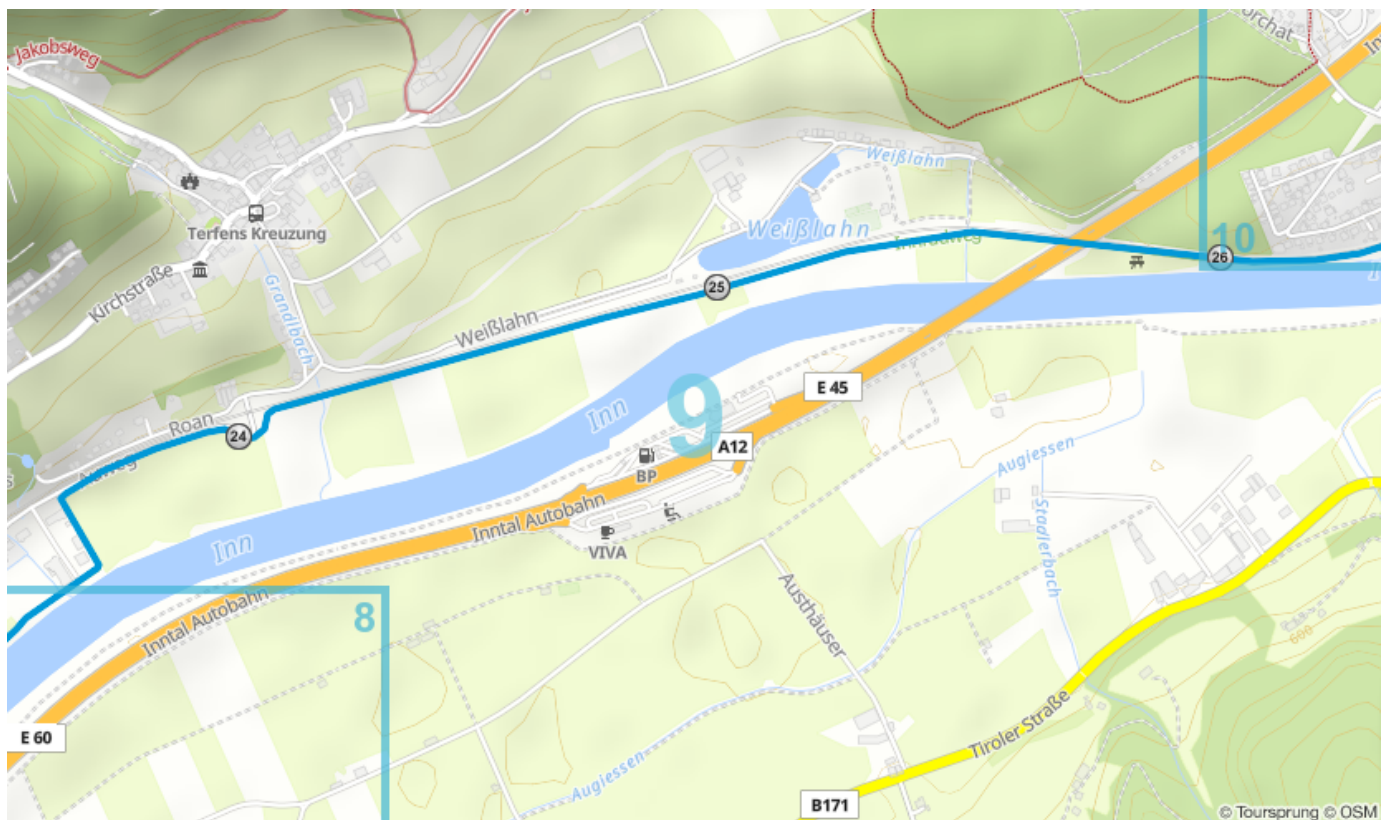 Jakobsweg
Weißlahn
Terfens Kreuzung
Weißlahn
Innradweg
10
26
Kirchstraße
Grandlbach
25
Weißlahn
Inn
9
E 45
Roan
24
A12
BP
Auweg
Augiessen
Inn
Inntal Autobahn
VIVA
Stadlerbach
Inntal Autobahn
8
Austhäuser
600
E 60
Tiroler Straße
Augiessen
B171
© Toursprung © OSM